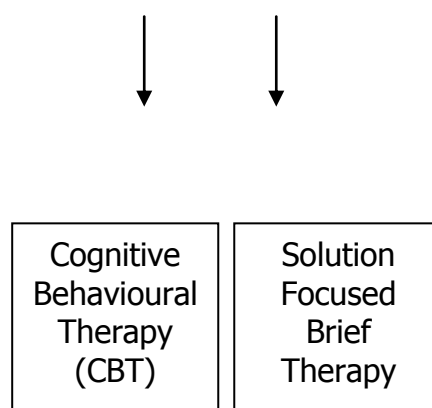 Cognitive
Behavioural
Therapy
(CBT)
Solution
Focused
Brief
Therapy